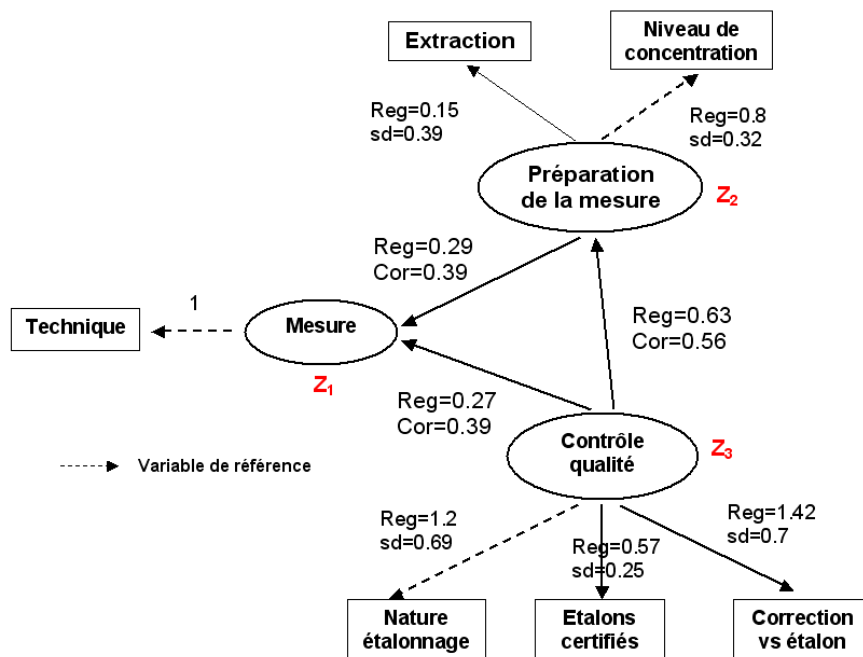 Extraction
Niveau de
concentration
Reg=0.15
sd=0.39
Reg=0.8
sd=0.32
Préparation
de la mesure
Z2
Reg=0.29
Cor=0.39
1
Technique
Mesure
Z1
Reg=0.63
Cor=0.56
Reg=0.27
Cor=0.39
Contrôle
qualité
Z3
Variable de référence
Reg=1.2
sd=0.69
Reg=0.57
sd=0.25
Reg=1.42
sd=0.7
Nature
étalonnage
Etalons
certifiés
Correction
vs étalon